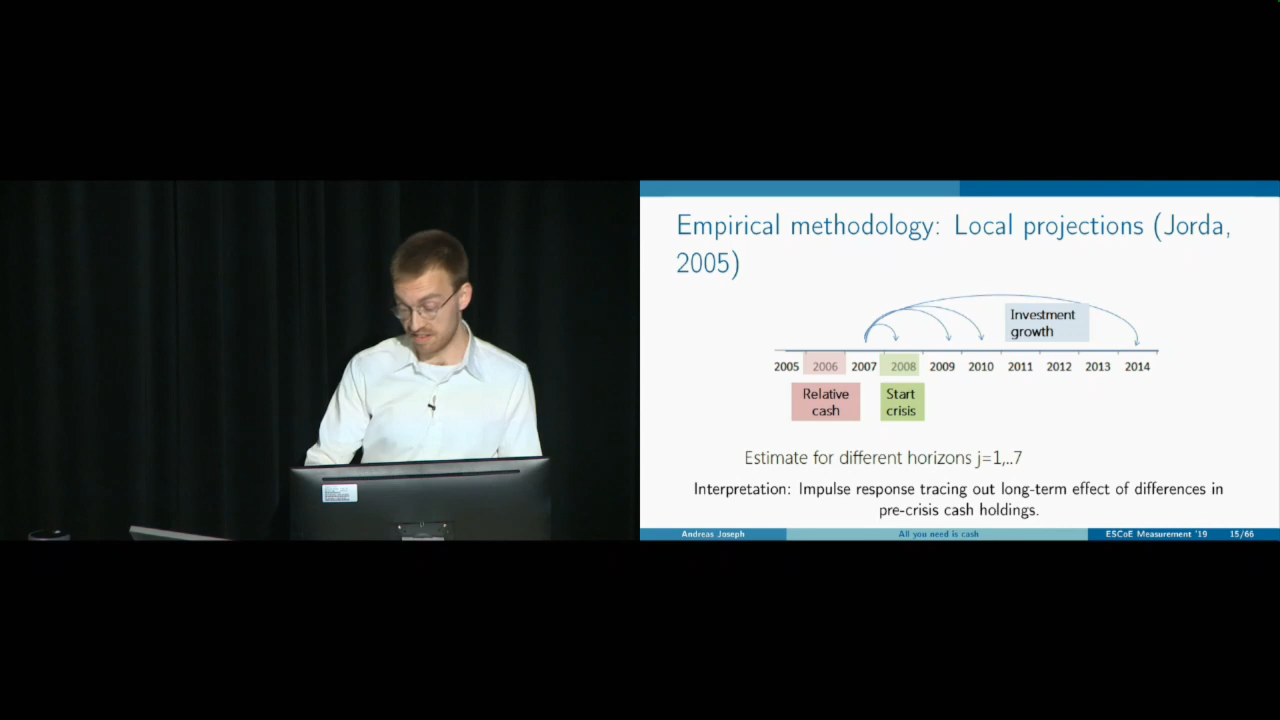 Empirical methodology: Local projections (Jorda,
2005)
Investment
growth
2005 2006 2007 2008 2009 2010 2011 2012 2013 2014
Relative
cash
Start
crisis
Estimate for different horizons j=1,..7
Interpretation: Impulse response tracing out long-term effect of differences in
pre-crisis cash holdings.
Andreas Joseph All you need is cash ESCoE Measurement '19 15/66